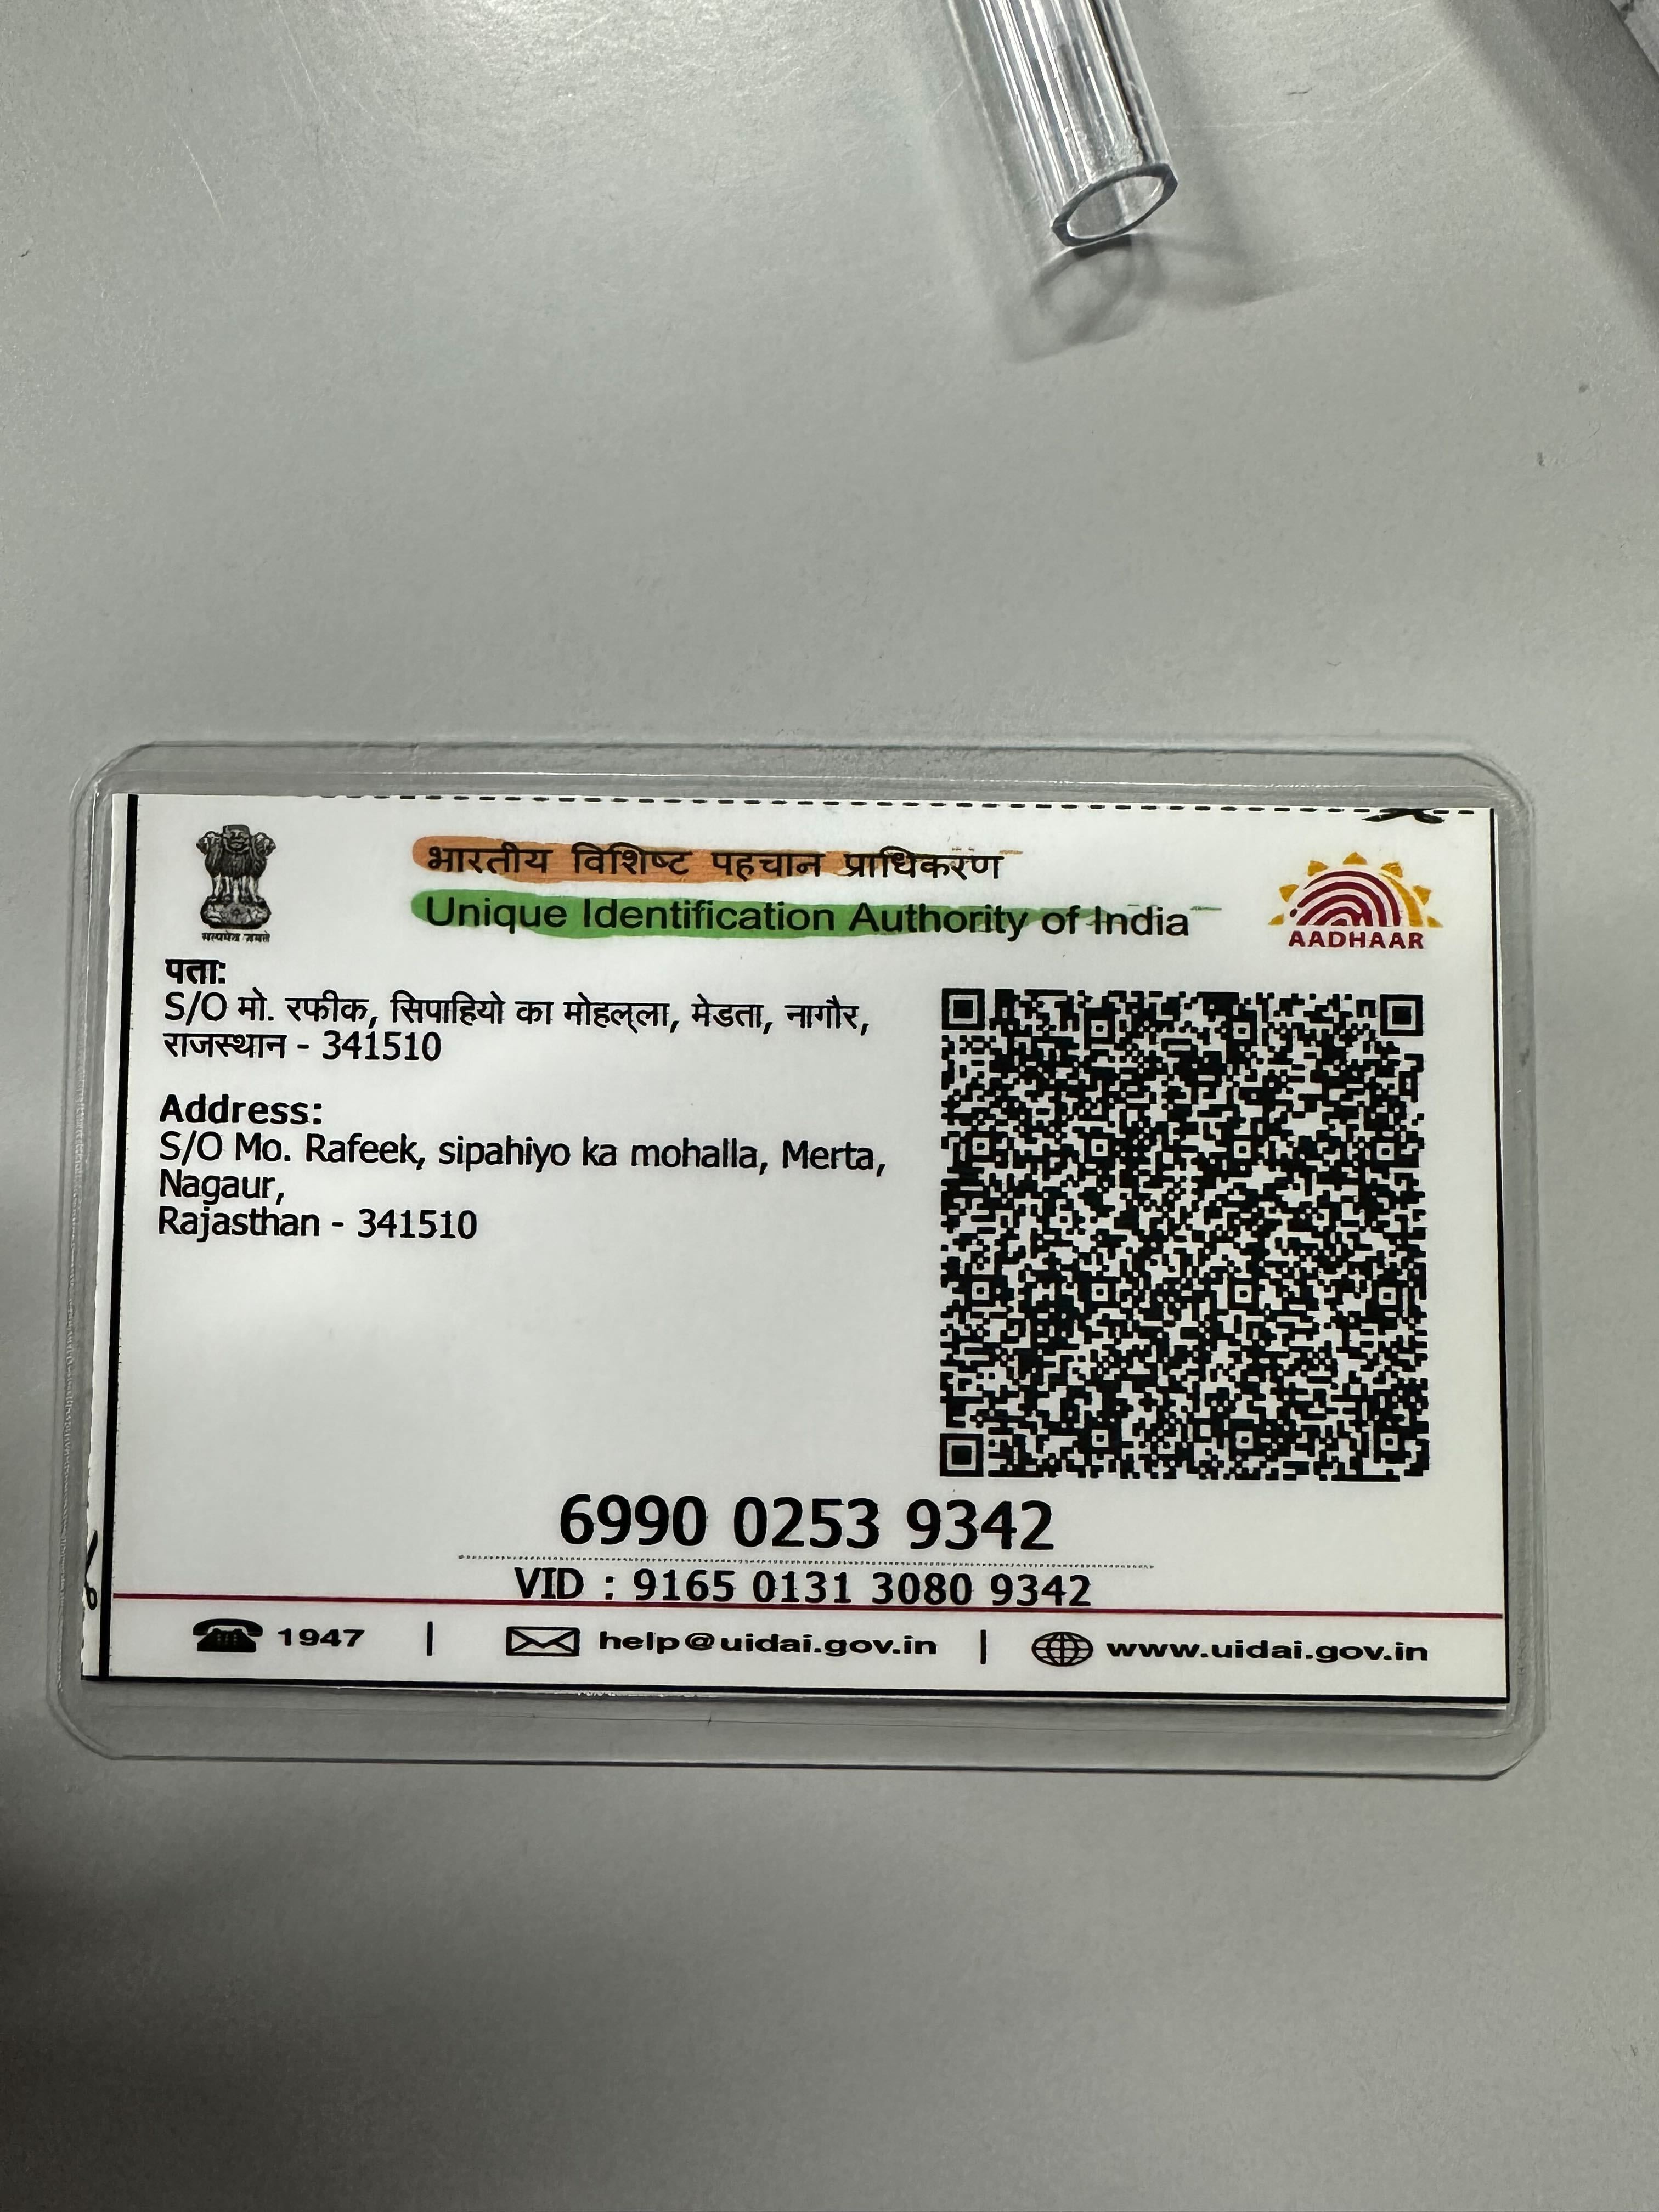 भारतीय विशिष्ट पहचान प्राधिकरण
Unique Identification Authority of India
सत्यमेव जयते
AADHAAR
पता:
S/O मो. रफीक, सिपाहियो का मोहल्ला, मेडता, नागौर,
राजस्थान - 341510
Address:
S/O Mo. Rafeek, sipahiyo ka mohalla, Merta,
Nagaur,
Rajasthan - 341510
6990 0253 9342
VID : 9165 0131 3080 9342
1947 | help@uidai.gov.in | www.uidai.gov.in